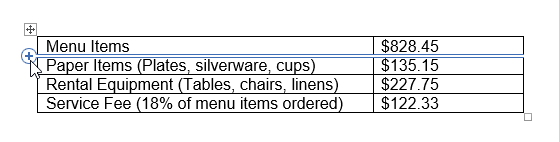 Menu Items $828.45
Paper Items (Plates, silverware, cups) $135.15
Rental Equipment (Tables, chairs, linens) $227.75
Service Fee (18% of menu items ordered) $122.33